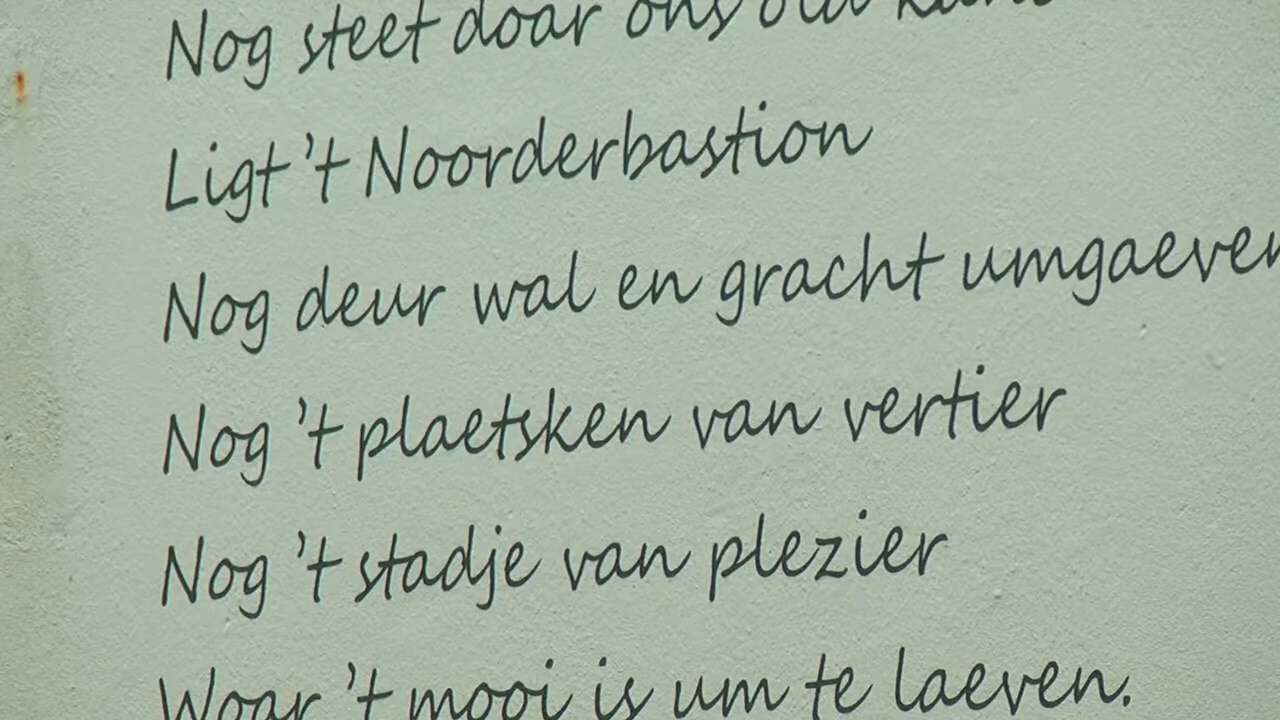 Nog steet doar ons old
Ligt 't Noorderbastion
Nog deur wal en gracht umgaeven
Nog 't plaetsken van vertier
Nog 't stadje van plezier
Woar 't mooi is um te laeven.